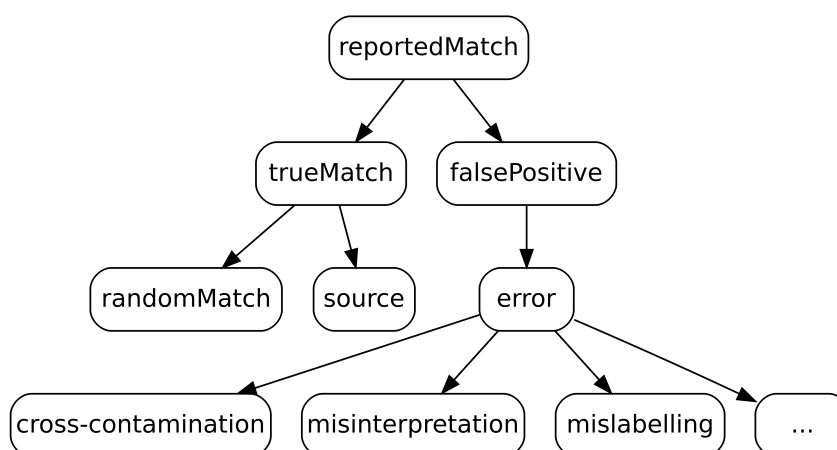 reportedMatch
trueMatch
falsePositive
randomMatch
source
error
cross-contamination
misinterpretation
mislabelling
...